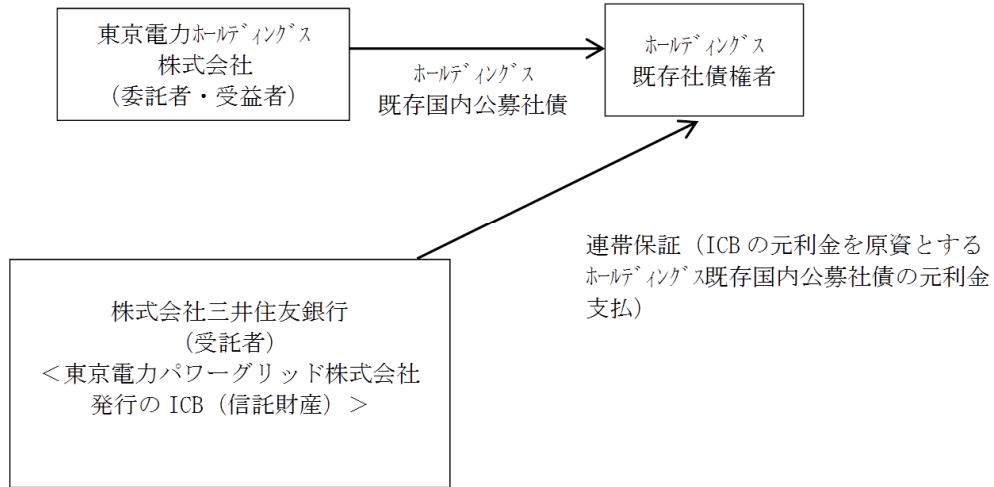 東京電力ﾎｰﾙﾃﾞｨﾝｸﾞｽ
株式会社
（委託者・受益者）
ﾎｰﾙﾃﾞｨﾝｸﾞｽ
既存国内公募社債
ﾎｰﾙﾃﾞｨﾝｸﾞｽ
既存社債権者
連帯保証（ICB の元利金を原資とする
ﾎｰﾙﾃﾞｨﾝｸﾞｽ既存国内公募社債の元利金
支払）
株式会社三井住友銀行
（受託者）
＜東京電力パワーグリッド株式会社
発行の ICB（信託財産）＞